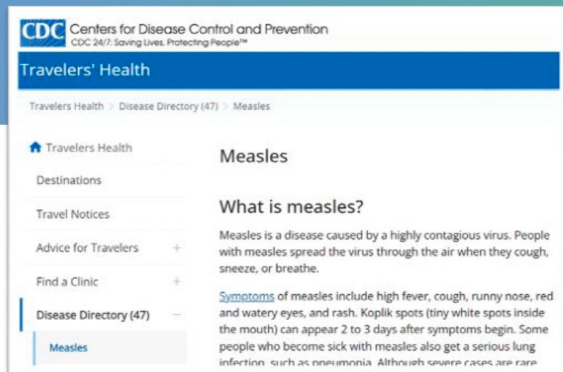 CDC Centers for Disease Control and Prevention
CDC 24/7: Saving Lives, Protecting People™
Travelers' Health
Travelers Health > Disease Directory (47) > Measles
Travelers Health
Destinations
Travel Notices
Advice for Travelers +
Find a Clinic +
Disease Directory (47) −
Measles
Measles
What is measles?
Measles is a disease caused by a highly contagious virus. People
with measles spread the virus through the air when they cough,
sneeze, or breathe.
Symptoms of measles include high fever, cough, runny nose, red
and watery eyes, and rash. Koplik spots (tiny white spots inside
the mouth) can appear 2 to 3 days after symptoms begin. Some
people who become sick with measles also get a serious lung
infection, such as pneumonia. Although severe cases are rare,